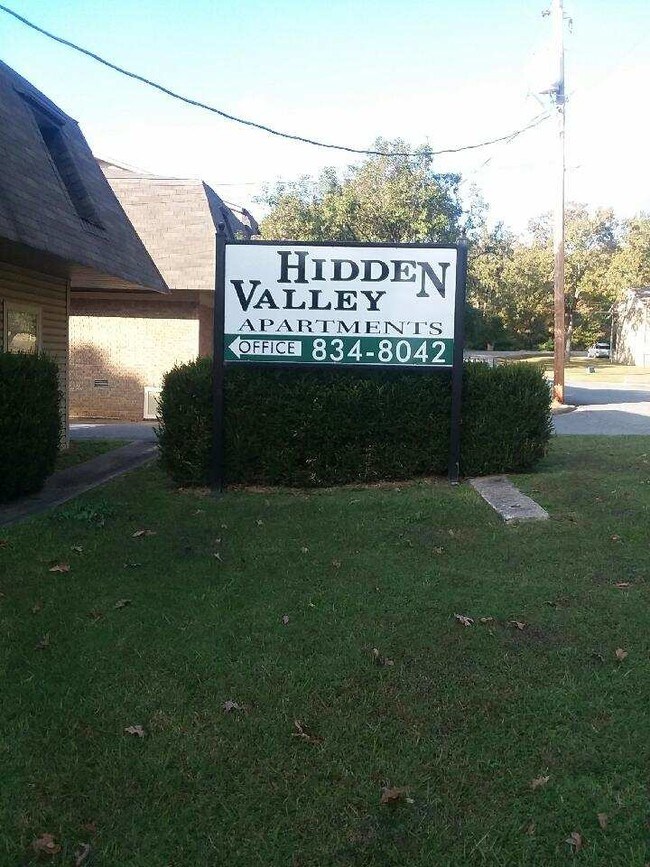 HIDDEN
VALLEY
APARTMENTS
OFFICE 834-8042